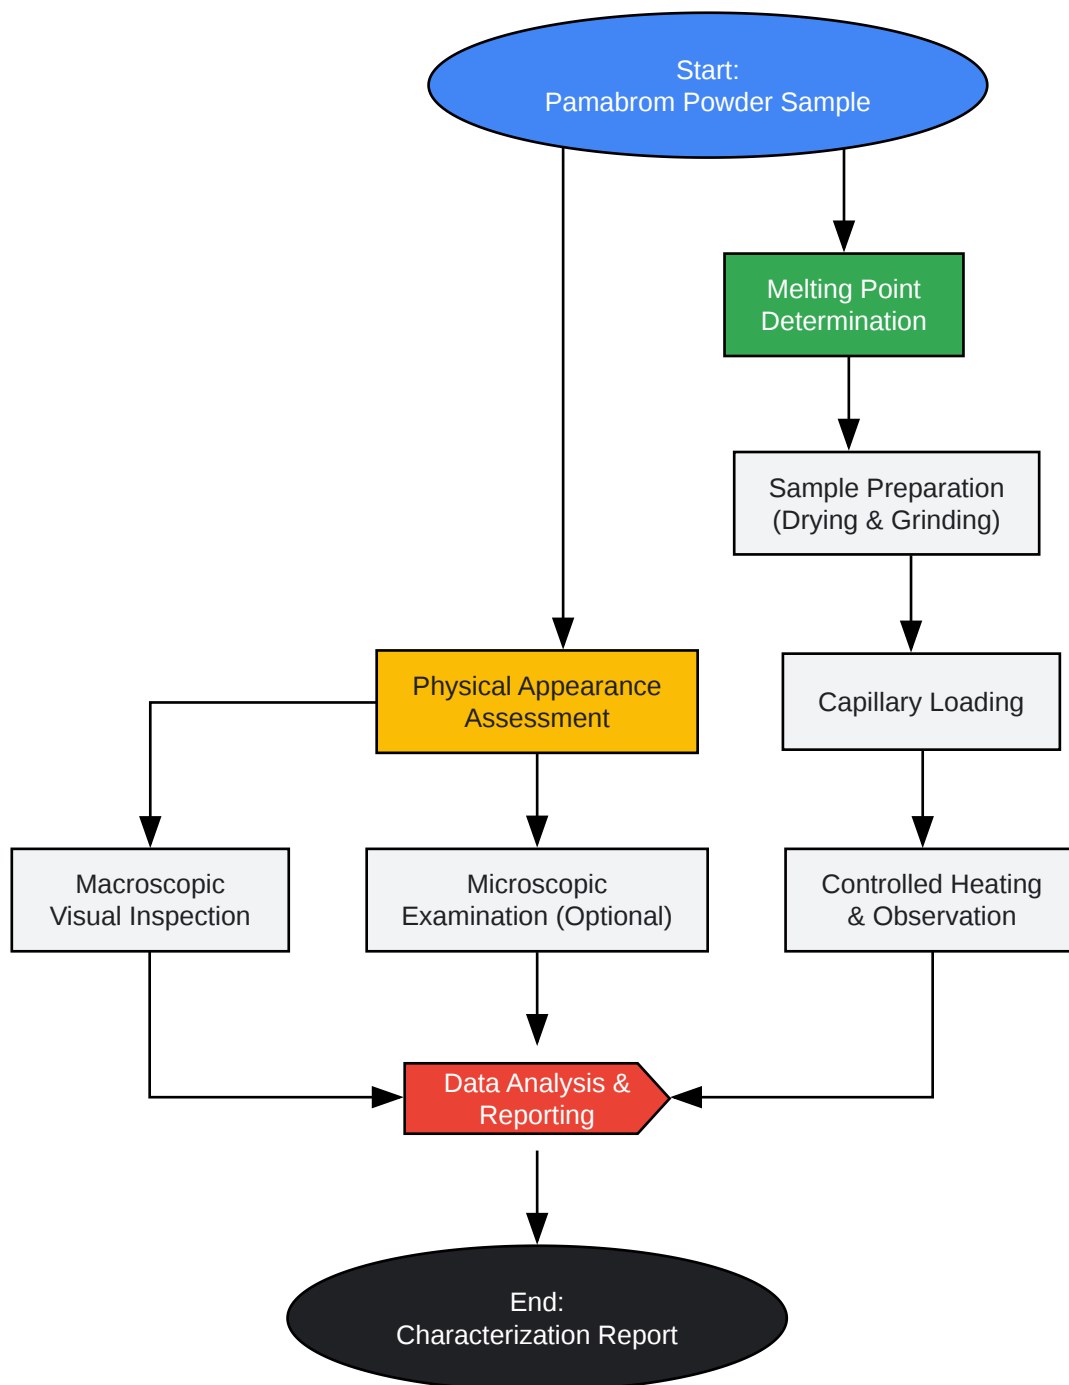 Start:
Pamabrom Powder Sample
Melting Point
Determination
Sample Preparation
(Drying & Grinding)
Physical Appearance
Assessment
Capillary Loading
Macroscopic
Visual Inspection
Microscopic
Examination (Optional)
Controlled Heating
& Observation
Data Analysis &
Reporting
End:
Characterization Report